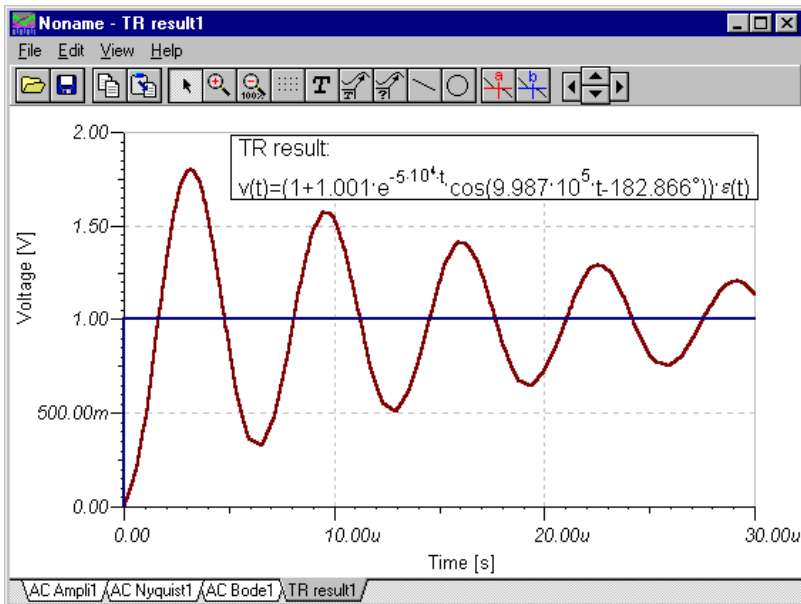 Noname - TR result1
File Edit View Help
100% T T ? a b
2.00
TR result:
v(t)=(1+1.001·e^-5·10^4·t·cos(9.987·10^5·t-182.866°))·ε(t)
1.50
Voltage [V]
1.00
500.00m
0.00
0.00 10.00u 20.00u 30.00u
Time [s]
AC Ampli1 AC Nyquist1 AC Bode1 TR result1